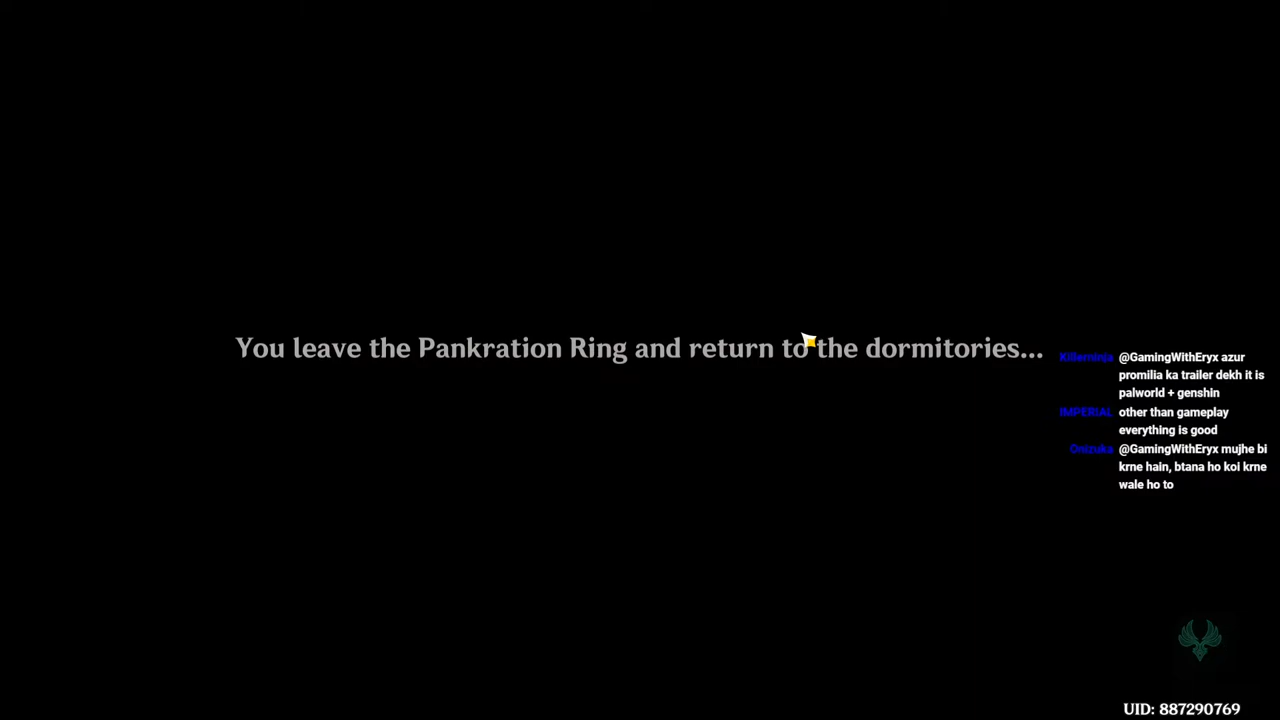 You leave the Pankration Ring and return to the dormitories...
Killerninja @GamingWithEryx azur
promilia ka trailer dekh it is
palworld + genshin
IMPERIAL other than gameplay
everything is good
Onizuka @GamingWithEryx mujhe bi
krne hain, btana ho koi krne
wale ho to
UID: 887290769